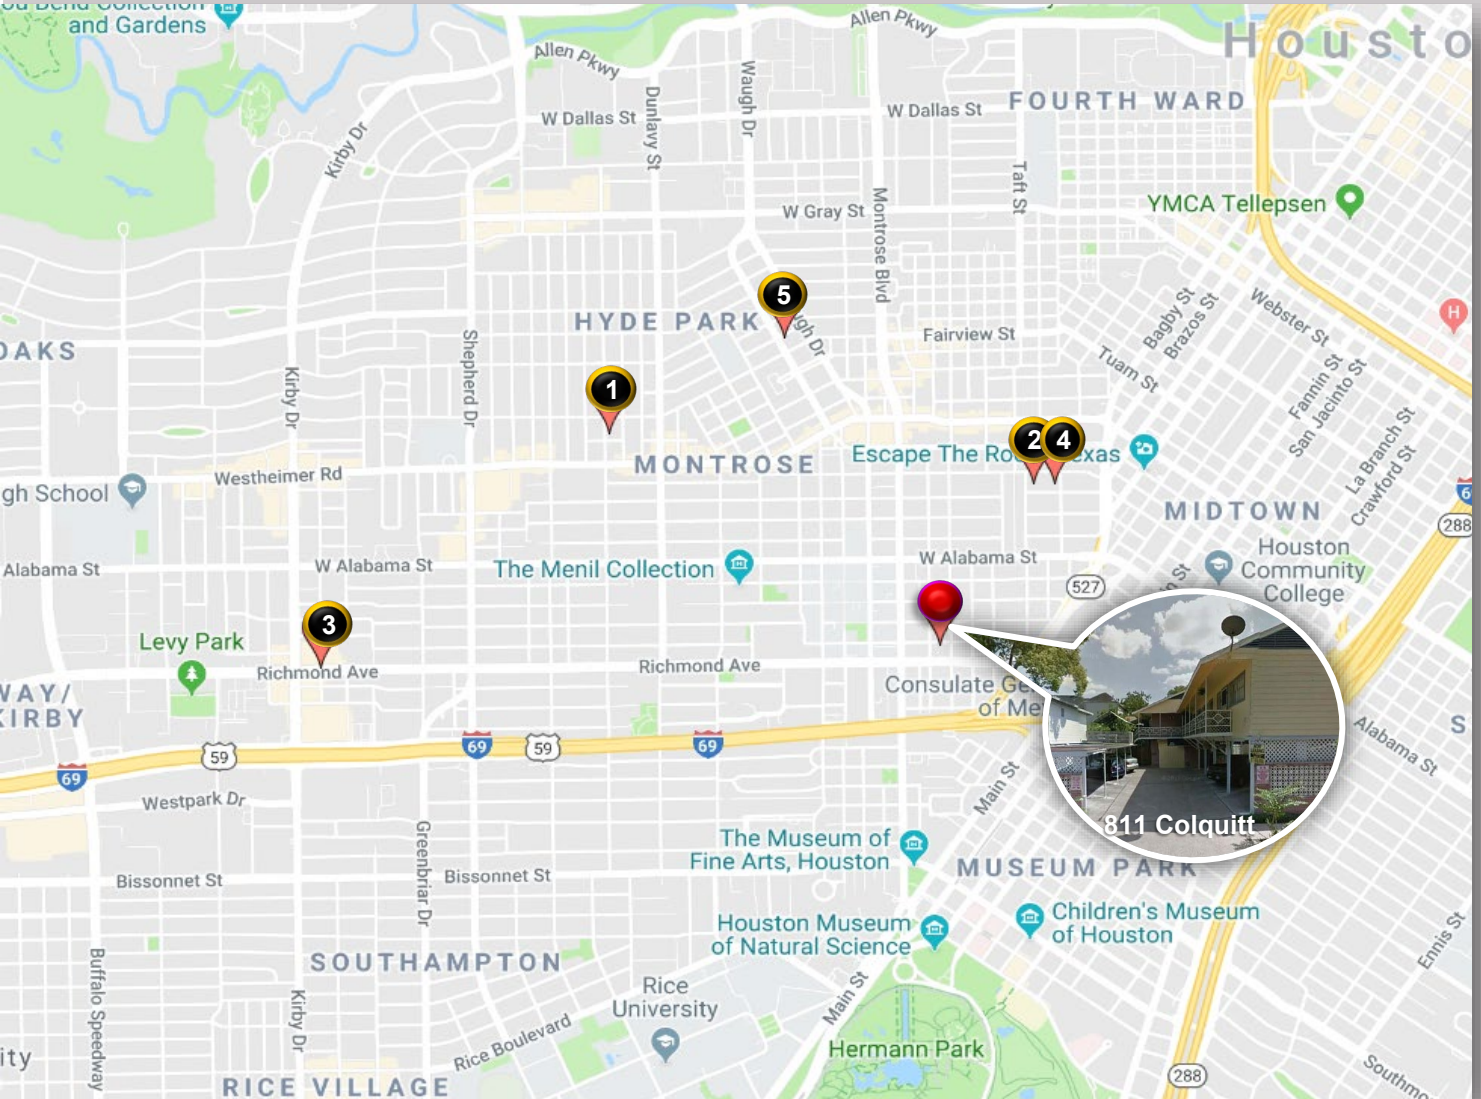 and Gardens
Allen Pkwy
Allen Pkwy
Kirby Dr
W Dallas St
Dunlavy St
Waugh Dr
W Dallas St
FOURTH WARD
Taft St
YMCA Tellepsen
W Gray St
Montrose Blvd
5
HYDE PARK
Fairview St
Bagby St
Brazos St
Webster St
Tuam St
H
OAKS
Kirby Dr
Shepherd Dr
1
Fannin St
San Jacinto St
La Branch St
Crawford St
Westheimer Rd
MONTROSE
Escape The
2
4
288
gh School
MIDTOWN
Alabama St
W Alabama St
The Menil Collection
W Alabama St
527
Houston
Community
College
3
Levy Park
Richmond Ave
Richmond Ave
WAY/
KIRBY
Consulate
59
69
59
69
69
Main St
Alabama St
811 Colquitt
Westpark Dr
Greenbriar Dr
The Museum of
Fine Arts, Houston
MUSEUM PARK
Bissonnet St
Bissonnet St
Houston Museum
of Natural Science
Children's Museum
of Houston
Ennis St
Buffalo Speedway
SOUTHAMPTON
Kirby Dr
Rice
University
Main St
Rice Boulevard
Hermann Park
RICE VILLAGE
288